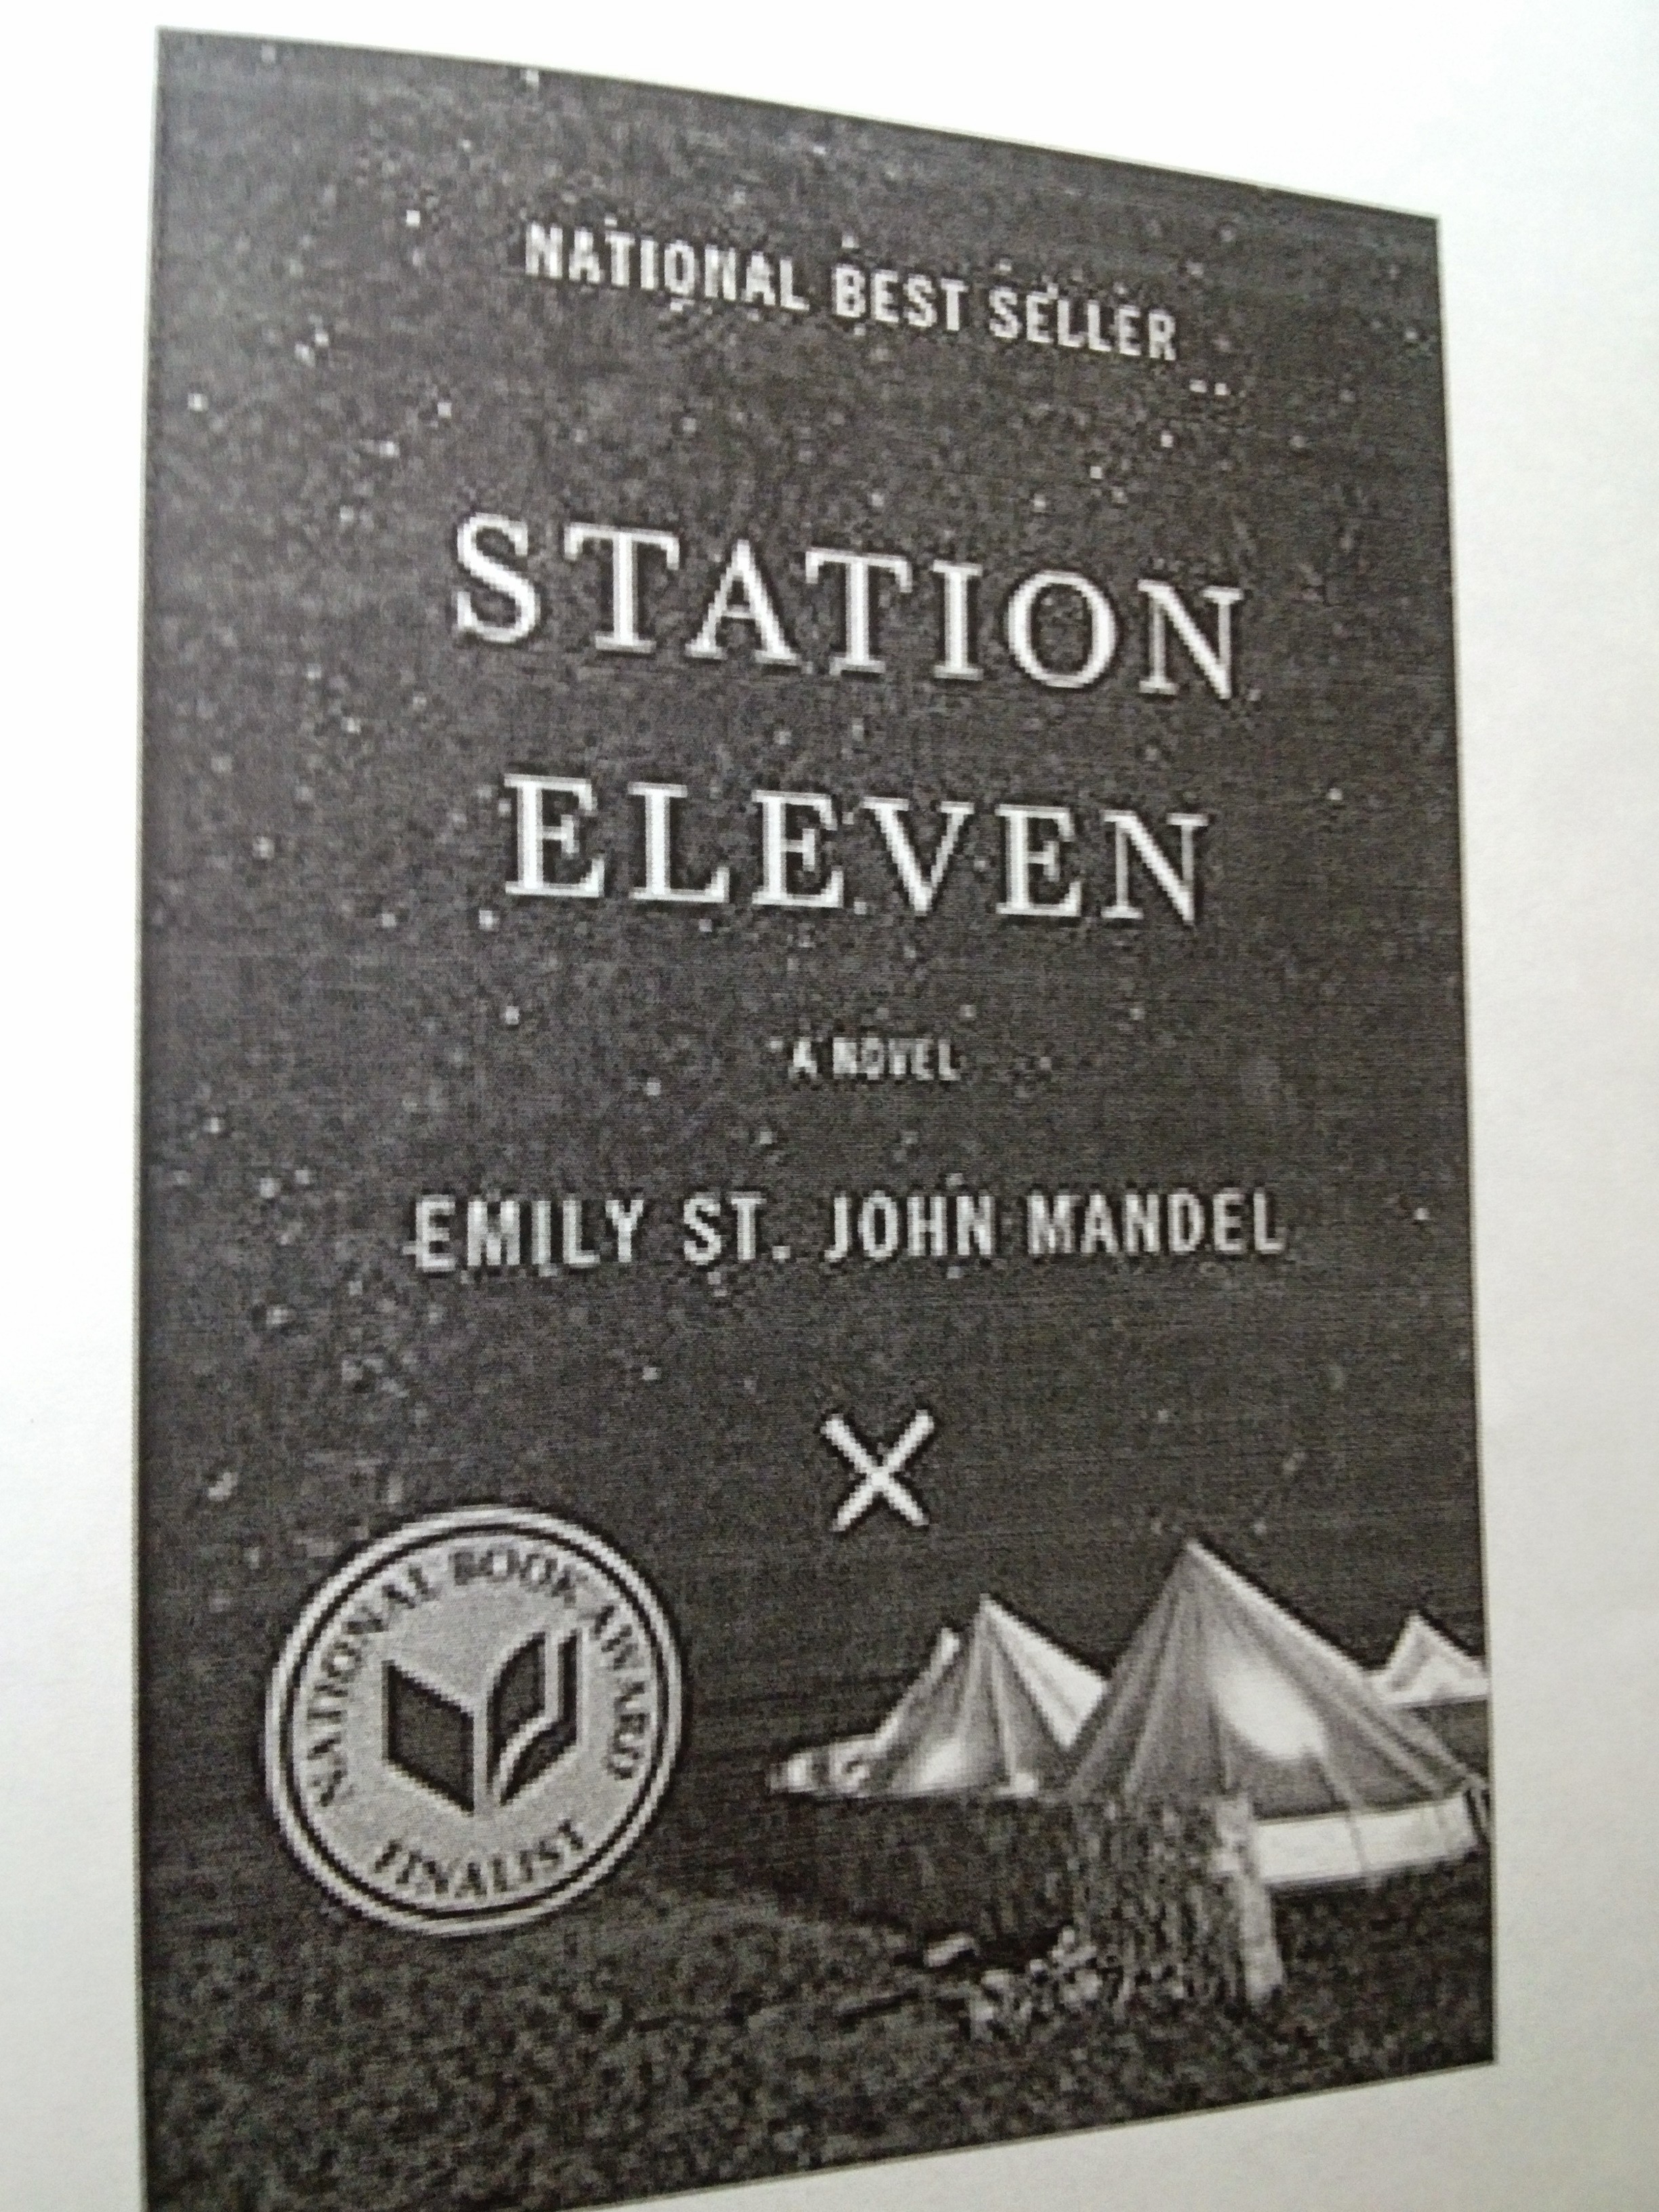 NATIONAL BEST SELLER
STATION
ELEVEN
A NOVEL
EMILY ST. JOHN MANDEL
NATIONAL BOOK AWARD
FINALIST